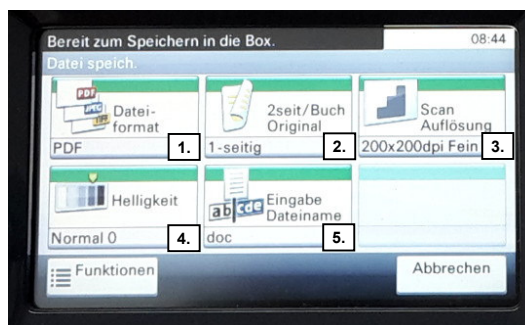 Bereit zum Speichern in die Box.
08:44
Datei speich.
PDF
JPEG
TIFF
Datei-
format
PDF
1.
2seit/Buch
Original
1-seitig
2.
Scan
Auflösung
200x200dpi Fein
3.
Helligkeit
Normal 0
4.
ab cde
Eingabe
Dateiname
doc
5.
Funktionen
Abbrechen